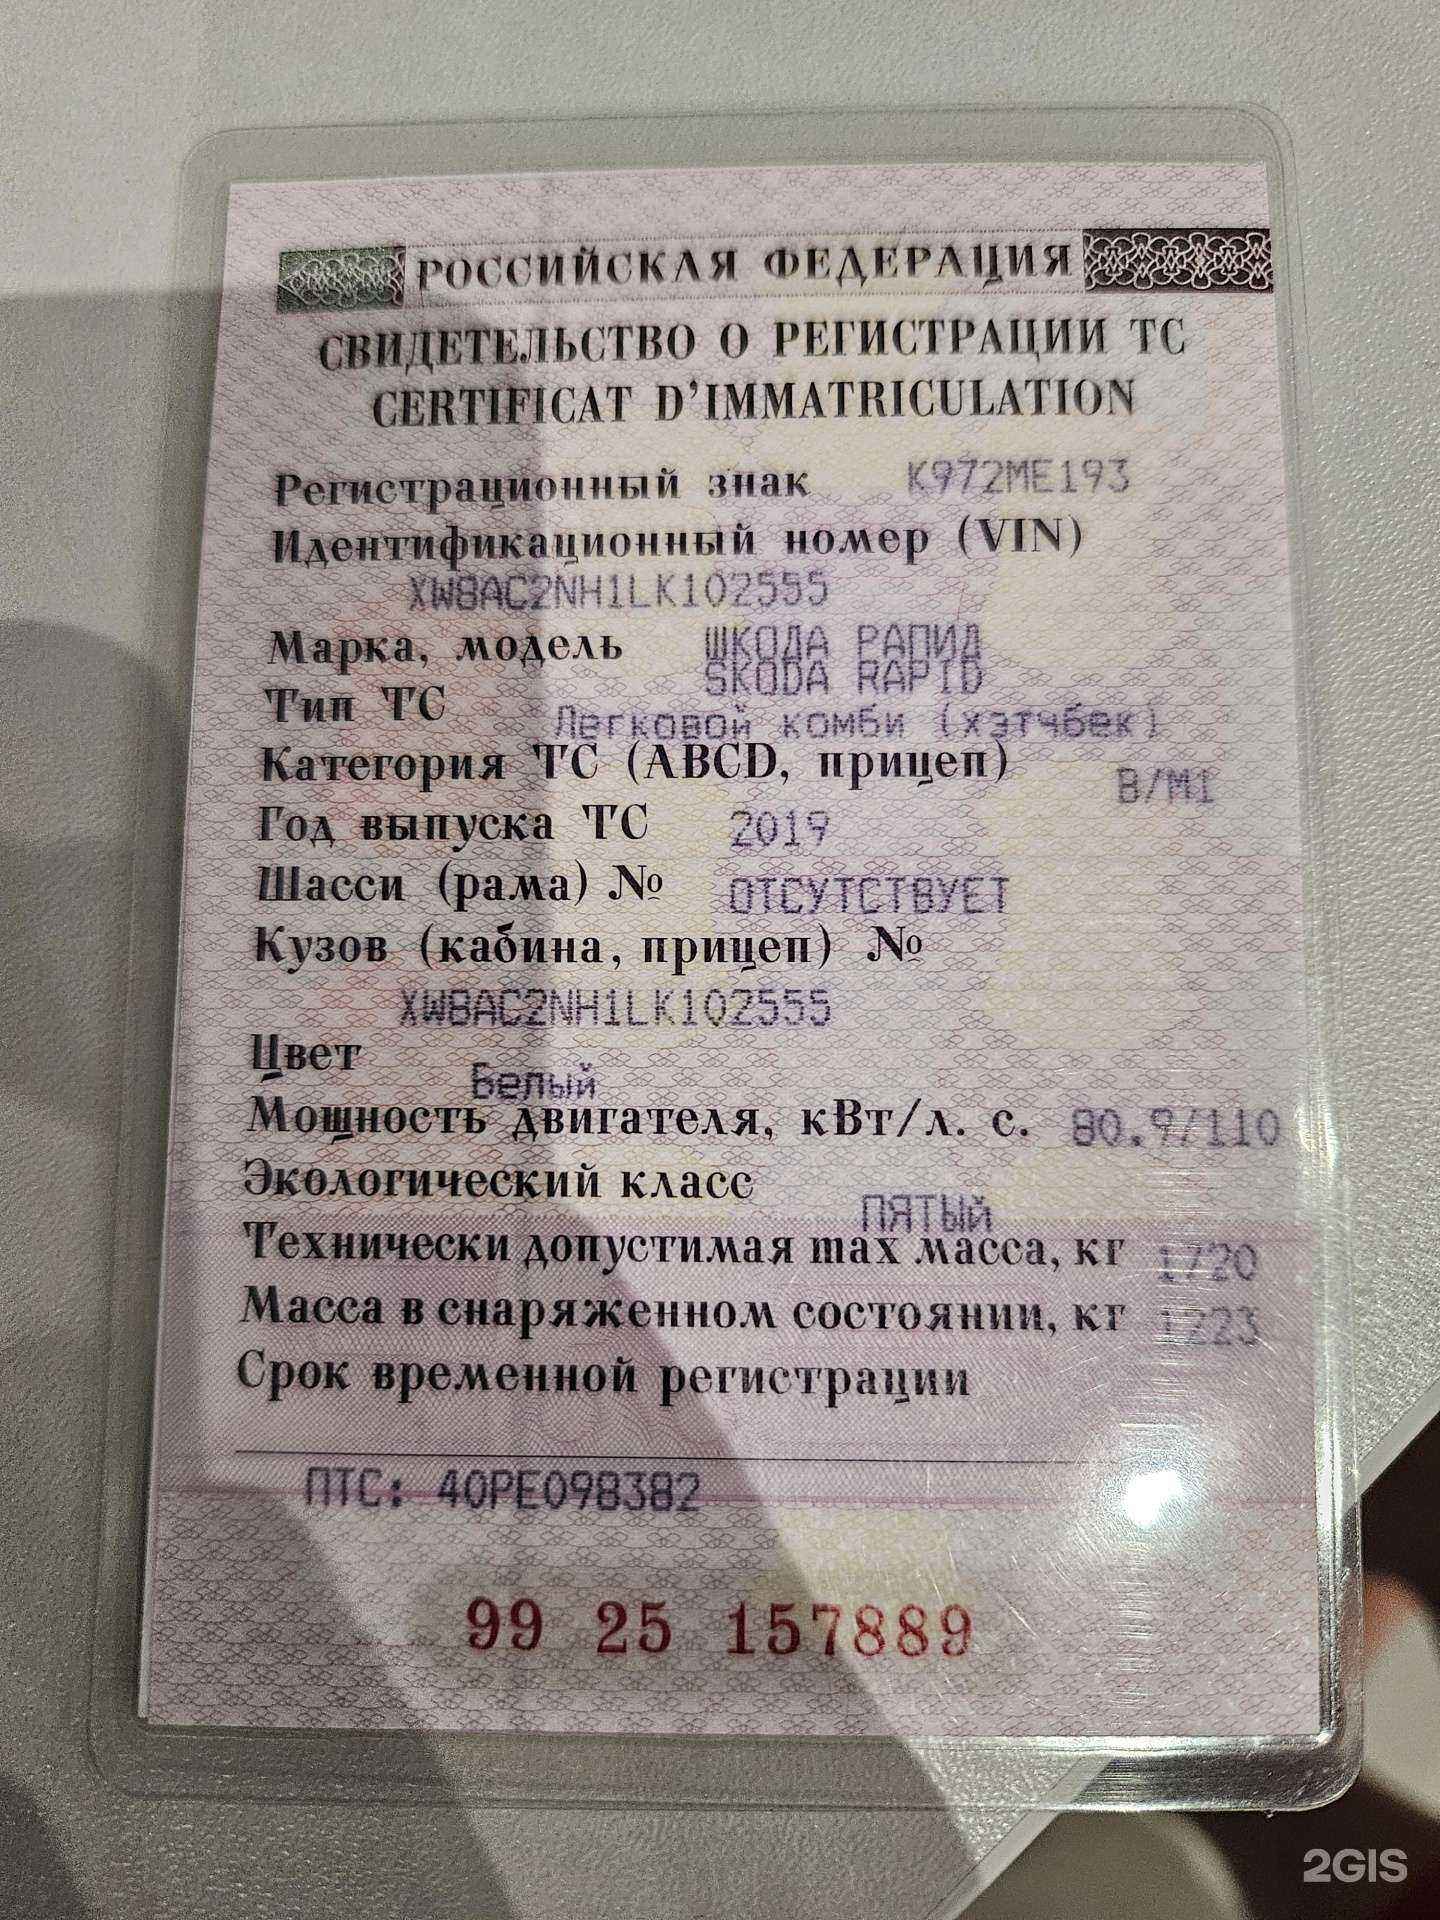 РОССИЙСКАЯ ФЕДЕРАЦИЯ
СВИДЕТЕЛЬСТВО О РЕГИСТРАЦИИ ТС
CERTIFICAT D'IMMATRICULATION
Регистрационный знак К972МЕ193
Идентификационный номер (VIN)
XW8AC2NH1LK102555
Марка, модель ШКОДА РАПИД
SKODA RAPID
Тип ТС Легковой комби (хэтчбек)
Категория ТС (ABCD, прицеп) B/M1
Год выпуска ТС 2019
Шасси (рама) № ОТСУТСТВУЕТ
Кузов (кабина, прицеп) №
XW8AC2NH1LK102555
Цвет Белый
Мощность двигателя, кВт/л. с. 80.9/110
Экологический класс ПЯТЫй
Технически допустимая max масса, кг 1720
Масса в снаряженном состоянии, кг 1223
Срок временной регистрации
ПТС: 40РЕ098382
99 25 157889
2GIS